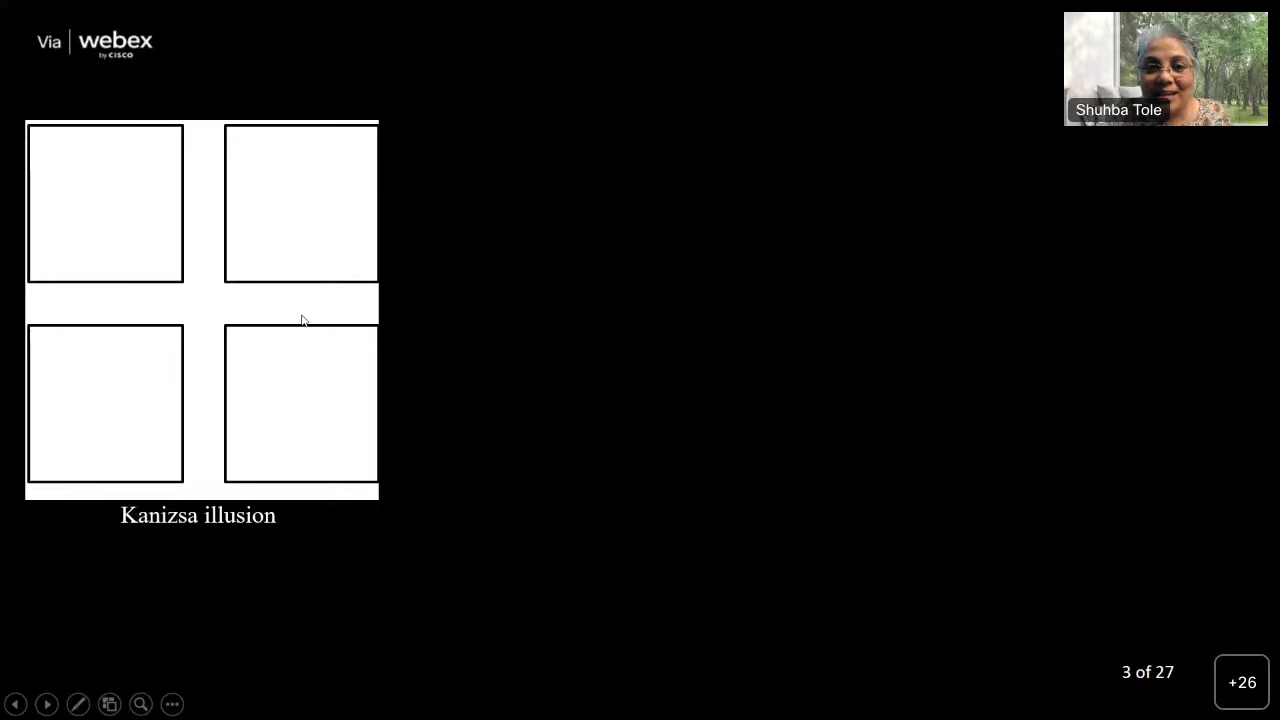 Via webex
by CISCO
Shuhba Tole
Kanizsa illusion
3 of 27
+26